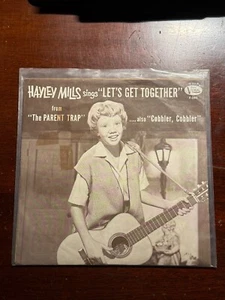 HAYLEY MILLS sings "LET'S GET TOGETHER"
from
"The PARENT TRAP" ...also "Cobbler, Cobbler"